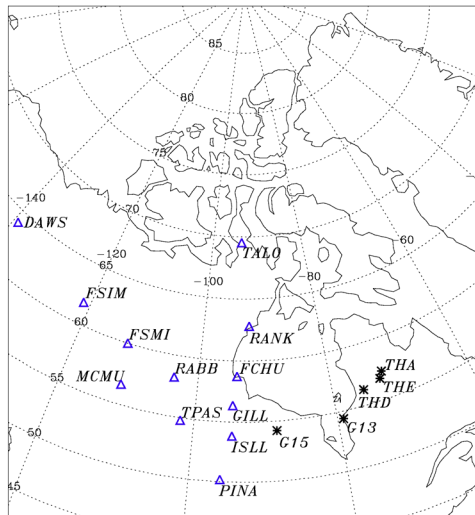 85
80
75
-140
DAWS
-70
60
-120
TALO
65
-100
80
FSIM
60
RANK
FSMI
THA
MCMU
RABB
FCHU
THE
55
THD
TPAS
GILL
G13
50
G15
ISLL
45
PINA